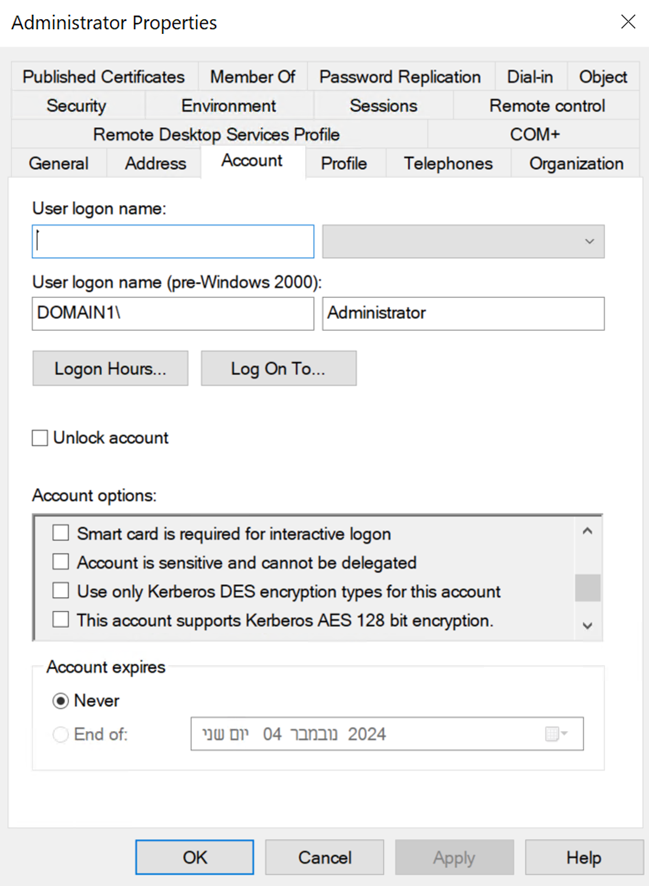 Administrator Properties
Published Certificates Member Of Password Replication Dial-in Object
Security Environment Sessions Remote control
Remote Desktop Services Profile COM+
General Address Account Profile Telephones Organization
User logon name:
User logon name (pre-Windows 2000):
DOMAIN1\ Administrator
Logon Hours... Log On To...
Unlock account
Account options:
Smart card is required for interactive logon
Account is sensitive and cannot be delegated
Use only Kerberos DES encryption types for this account
This account supports Kerberos AES 128 bit encryption.
Account expires
Never
End of: יום שני 04 נובמבר 2024
OK Cancel Apply Help